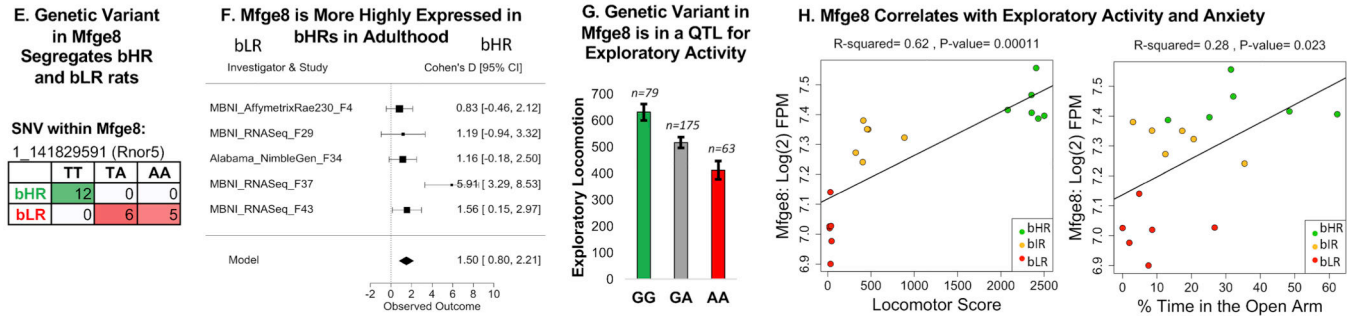 E. Genetic Variant
in Mfge8
Segregates bHR
and bLR rats
SNV within Mfge8:
1_141829591 (Rnor5)
TT TA AA
bHR 12 0 0
bLR 0 6 5
F. Mfge8 is More Highly Expressed in
bHRs in Adulthood
bLR bHR
Investigator & Study Cohen's D [95% CI]
MBNI_AffymetrixRae230_F4 0.83 [-0.46, 2.12]
MBNI_RNASeq_F29 1.19 [-0.94, 3.32]
Alabama_NimbleGen_F34 1.16 [-0.18, 2.50]
MBNI_RNASeq_F37 5.91 [ 3.29, 8.53]
MBNI_RNASeq_F43 1.56 [ 0.15, 2.97]
Model 1.50 [ 0.80, 2.21]
-2 0 2 4 6 8 10
Observed Outcome
G. Genetic Variant in
Mfge8 is in a QTL for
Exploratory Activity
Exploratory Locomotion
700
600
500
400
300
200
100
0
n=79
n=175
n=63
GG GA AA
H. Mfge8 Correlates with Exploratory Activity and Anxiety
R-squared= 0.62 , P-value= 0.00011
Mfge8: Log(2) FPM
7.5
7.4
7.3
7.2
7.1
7.0
6.9
bHR
bIR
bLR
0 500 1000 1500 2000 2500
Locomotor Score
R-squared= 0.28 , P-value= 0.023
Mfge8: Log(2) FPM
7.5
7.4
7.3
7.2
7.1
7.0
6.9
bHR
bIR
bLR
0 10 20 30 40 50 60
% Time in the Open Arm